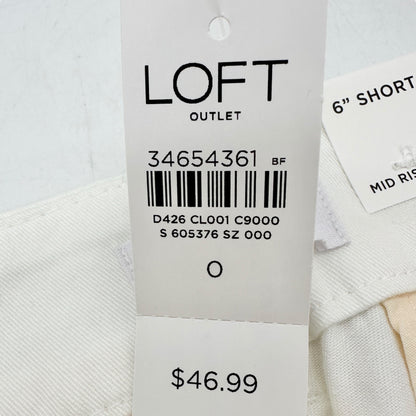 LOFT
OUTLET
34654361 BF
D426 CL001 C9000
S 605376 SZ 000
0
$46.99
6" SHORT
MID RIS